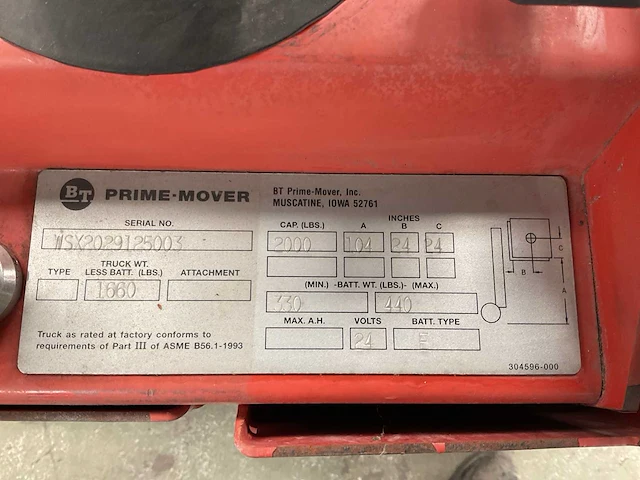 BT PRIME-MOVER
BT Prime-Mover, Inc.
MUSCATINE, IOWA 52761
SERIAL NO.
WSX2029125003
TYPE
TRUCK WT. LESS BATT. (LBS.)
1660
ATTACHMENT
Truck as rated at factory conforms to
requirements of Part III of ASME B56.1-1993
INCHES
CAP. (LBS.) A B C
2000 104 24 24
(MIN.) -BATT. WT. (LBS.)- (MAX.)
330 440
MAX. A.H. VOLTS BATT. TYPE
24 E
C
B
A
304596-000